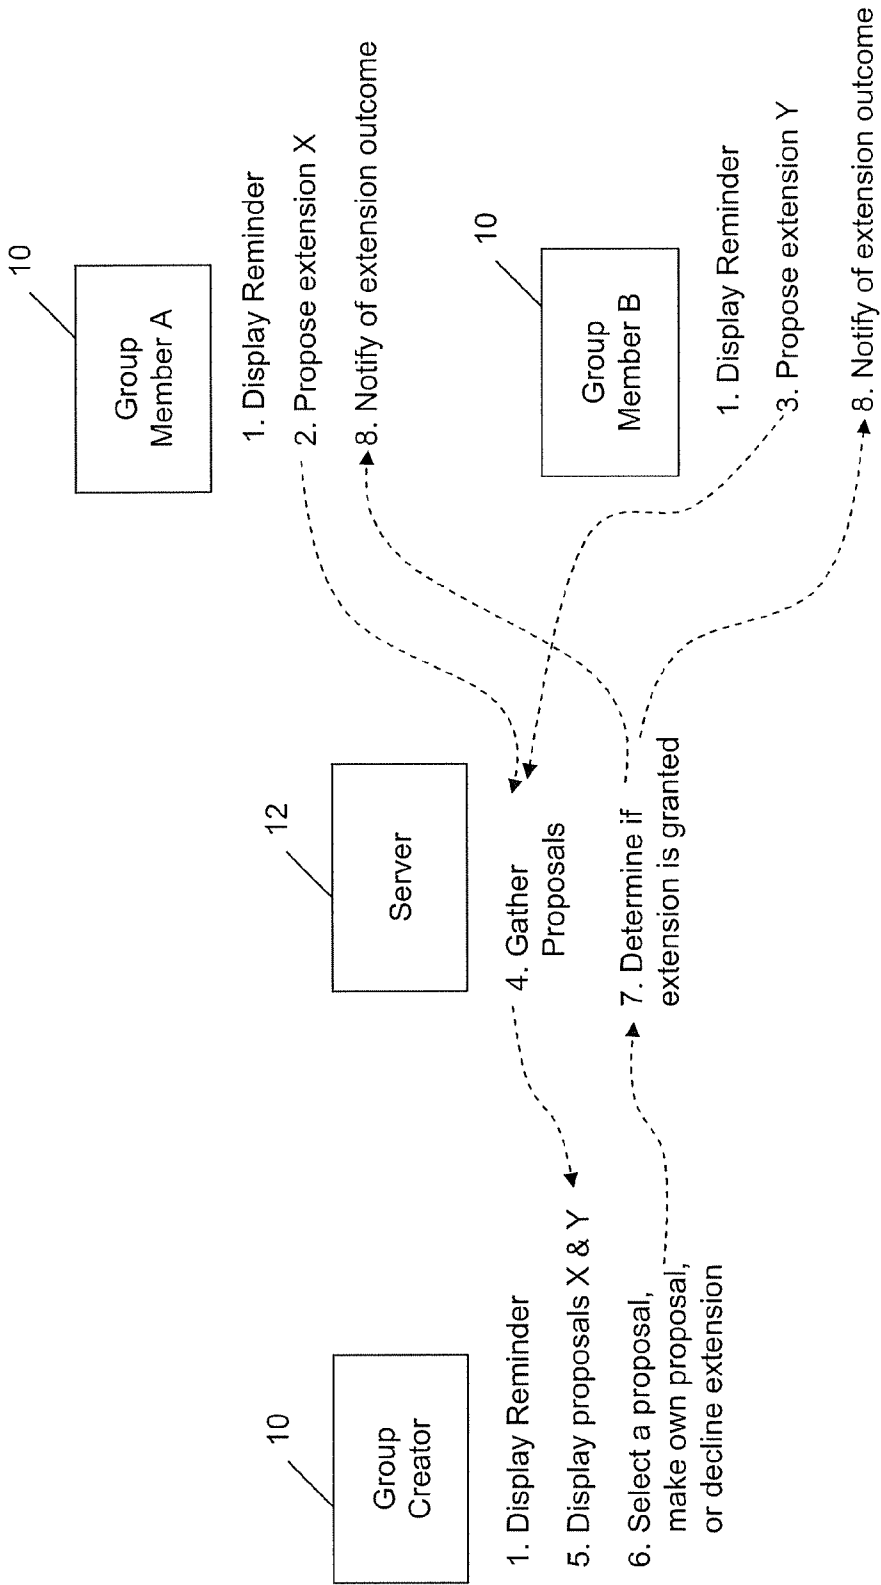 10
Group
Creator
1. Display Reminder
5. Display proposals X & Y
6. Select a proposal,
make own proposal,
or decline extension
12
Server
4. Gather
Proposals
7. Determine if
extension is granted
10
Group
Member A
1. Display Reminder
2. Propose extension X
8. Notify of extension outcome
10
Group
Member B
1. Display Reminder
3. Propose extension Y
8. Notify of extension outcome